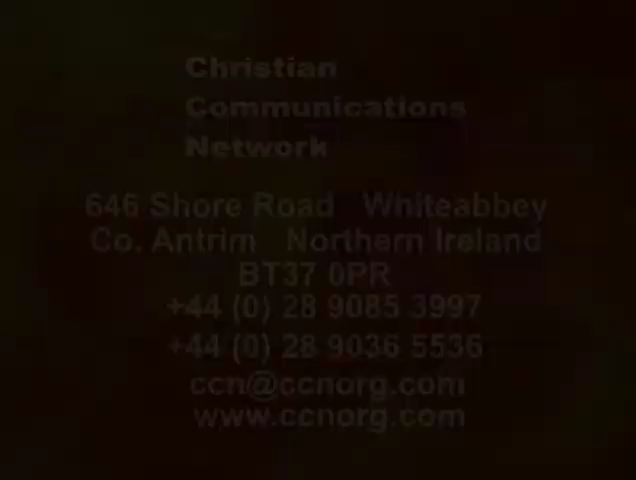 Christian
Communications
Network
646 Shore Road Whiteabbey
Co. Antrim Northern Ireland
BT37 0PR
+44 (0) 28 9085 3997
+44 (0) 28 9036 5536
ccn@ccnorg.com
www.ccnorg.com